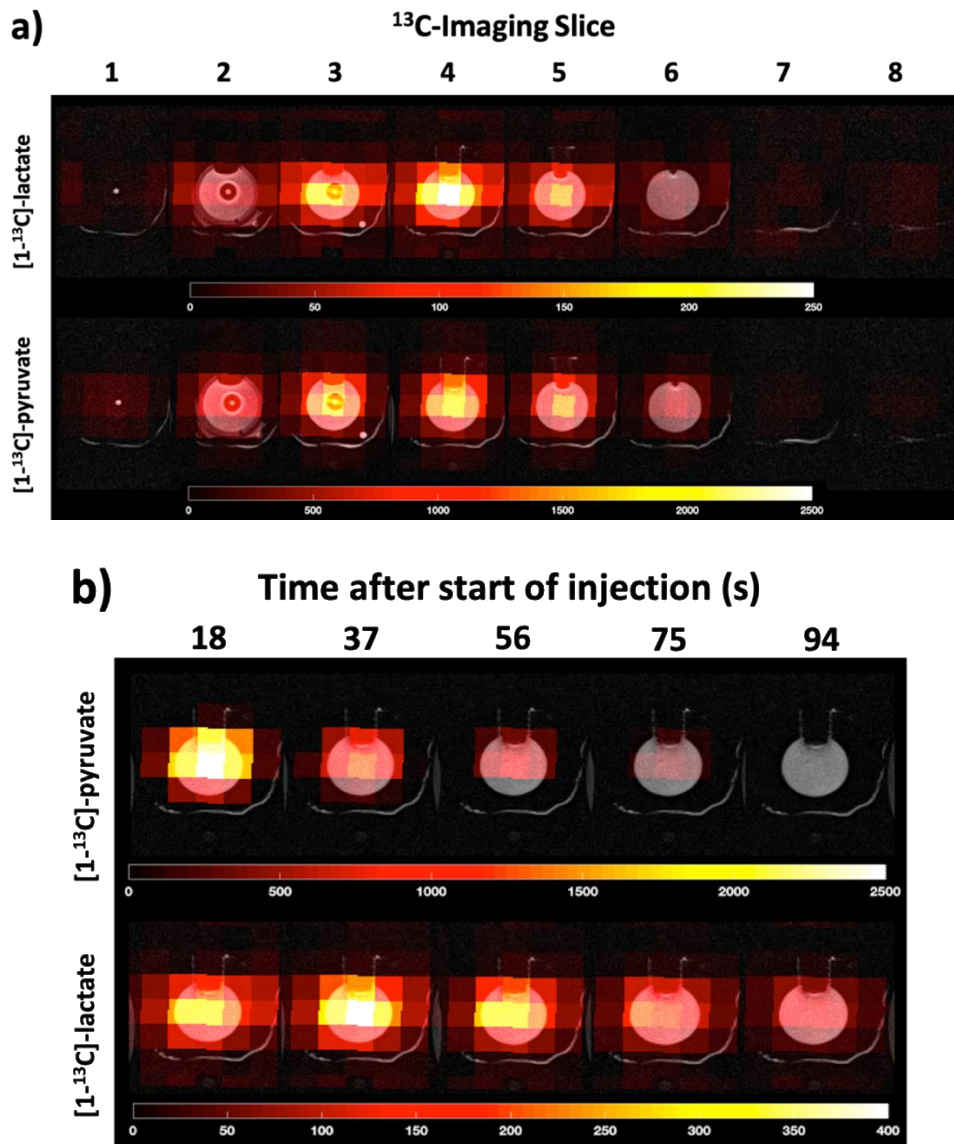 a)
¹³C-Imaging Slice
1 2 3 4 5 6 7 8
[1-¹³C]-lactate
0 50 100 150 200 250
[1-¹³C]-pyruvate
0 500 1000 1500 2000 2500
b)
Time after start of injection (s)
18 37 56 75 94
[1-¹³C]-pyruvate
0 500 1000 1500 2000 2500
[1-¹³C]-lactate
0 50 100 150 200 250 300 350 400